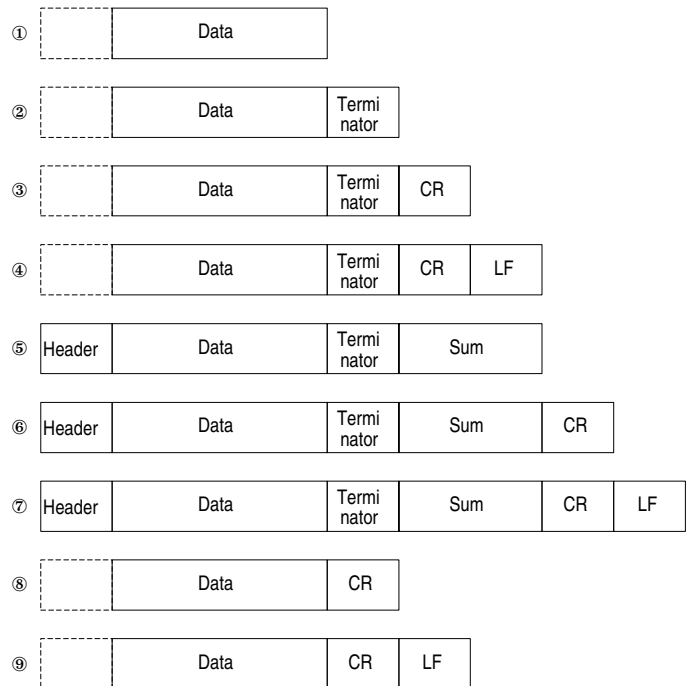 ① Data
② Data Termi
nator
③ Data Termi
nator CR
④ Data Termi
nator CR LF
⑤ Header Data Termi
nator Sum
⑥ Header Data Termi
nator Sum CR
⑦ Header Data Termi
nator Sum CR LF
⑧ Data CR
⑨ Data CR LF